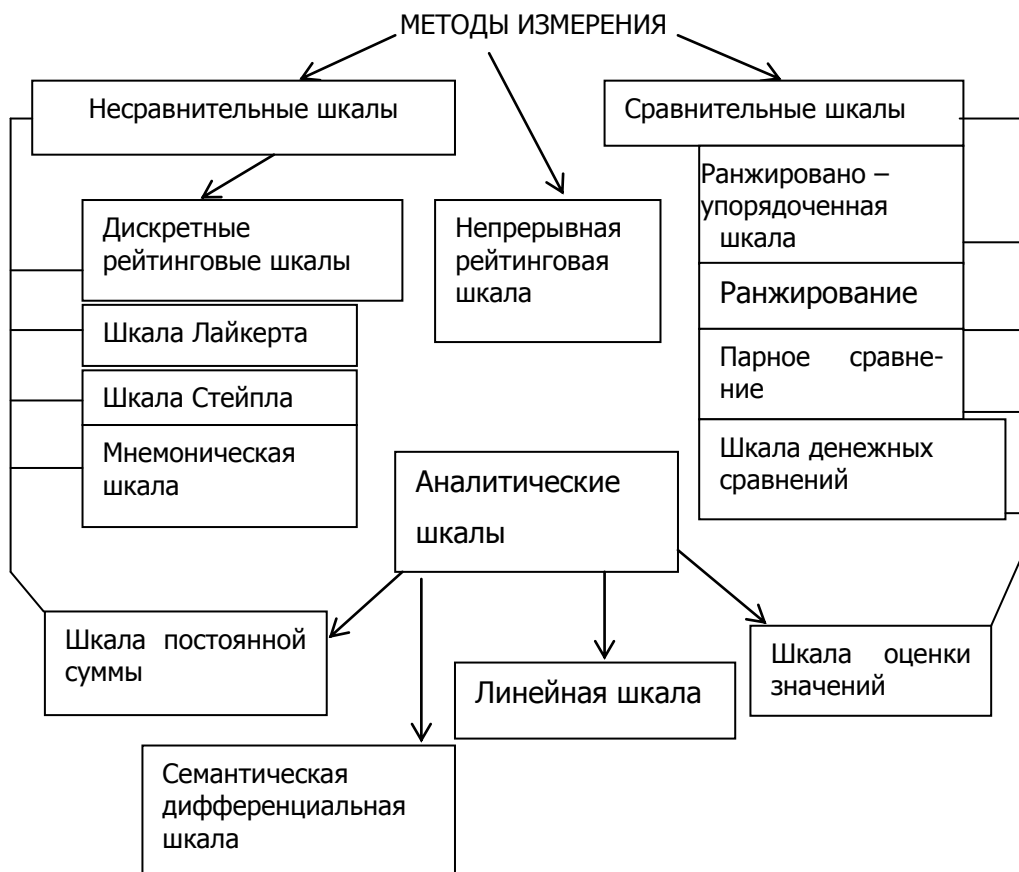 МЕТОДЫ ИЗМЕРЕНИЯ
Несравнительные шкалы
Сравнительные шкалы
Дискретные
рейтинговые шкалы
Непрерывная
рейтинговая
шкала
Ранжировано –
упорядоченная
шкала
Ранжирование
Шкала Лайкерта
Парное сравне-
ние
Шкала Стейпла
Мнемоническая
шкала
Шкала денежных
сравнений
Аналитические
шкалы
Шкала постоянной
суммы
Линейная шкала
Шкала оценки
значений
Семантическая
дифференциальная
шкала